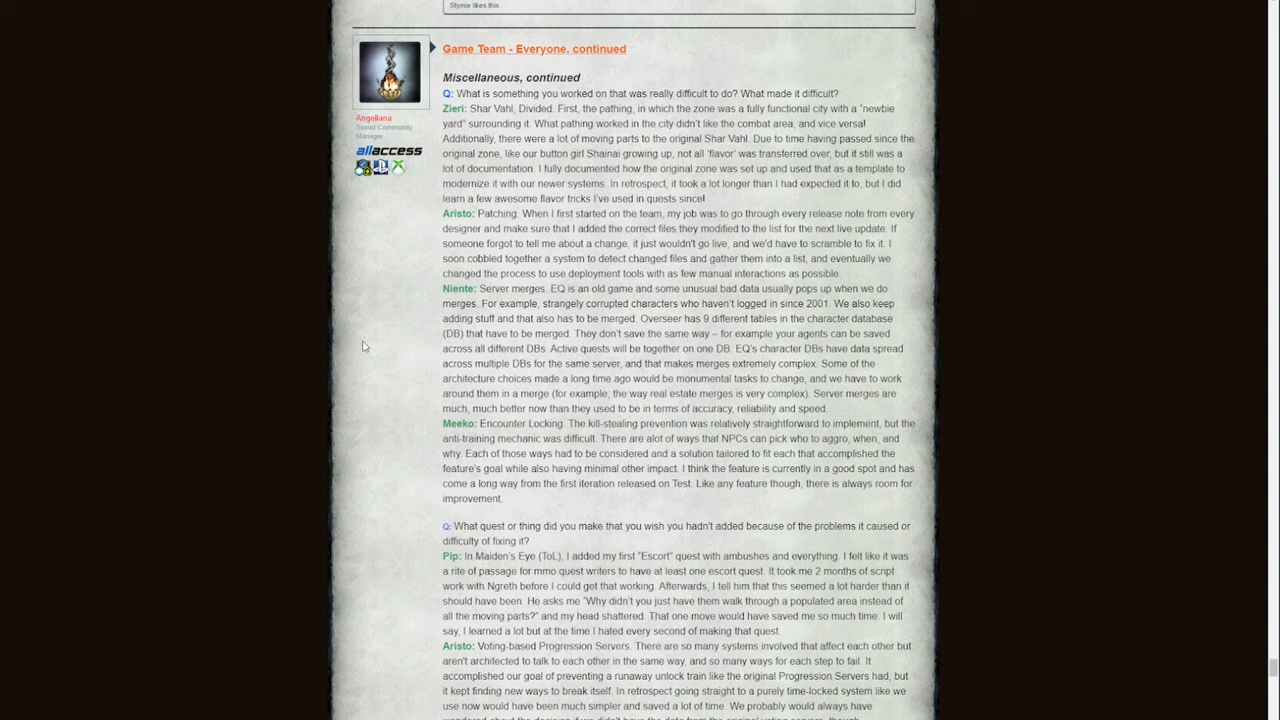 Slymie likes this.
Game Team - Everyone, continued
Miscellaneous, continued
Q: What is something you worked on that was really difficult to do? What made it difficult?
Zieri: Shar Vahl, Divided. First, the pathing, in which the zone was a fully functional city with a "newbie
yard" surrounding it. What pathing worked in the city didn't like the combat area, and vice versa!
Additionally, there were a lot of moving parts to the original Shar Vahl. Due to time having passed since the
original zone, like our button girl Shainai growing up, not all 'flavor' was transferred over, but it still was a
lot of documentation. I fully documented how the original zone was set up and used that as a template to
modernize it with our newer systems. In retrospect, it took a lot longer than I had expected it to, but I did
learn a few awesome flavor tricks I've used in quests since!
Aristo: Patching. When I first started on the team, my job was to go through every release note from every
designer and make sure that I added the correct files they modified to the list for the next live update. If
someone forgot to tell me about a change, it just wouldn't go live, and we'd have to scramble to fix it. I
soon cobbled together a system to detect changed files and gather them into a list, and eventually we
changed the process to use deployment tools with as few manual interactions as possible.
Niente: Server merges. EQ is an old game and some unusual bad data usually pops up when we do
merges. For example, strangely corrupted characters who haven't logged in since 2001. We also keep
adding stuff and that also has to be merged. Overseer has 9 different tables in the character database
(DB) that have to be merged. They don't save the same way – for example your agents can be saved
across all different DBs. Active quests will be together on one DB. EQ's character DBs have data spread
across multiple DBs for the same server, and that makes merges extremely complex. Some of the
architecture choices made a long time ago would be monumental tasks to change, and we have to work
around them in a merge (for example, the way real estate merges is very complex). Server merges are
much, much better now than they used to be in terms of accuracy, reliability and speed.
Meeko: Encounter Locking. The kill-stealing prevention was relatively straightforward to implement, but the
anti-training mechanic was difficult. There are alot of ways that NPCs can pick who to aggro, when, and
why. Each of those ways had to be considered and a solution tailored to fit each that accomplished the
feature's goal while also having minimal other impact. I think the feature is currently in a good spot and has
come a long way from the first iteration released on Test. Like any feature though, there is always room for
improvement.
Q: What quest or thing did you make that you wish you hadn't added because of the problems it caused or
difficulty of fixing it?
Pip: In Maiden's Eye (ToL), I added my first "Escort" quest with ambushes and everything. I felt like it was
a rite of passage for mmo quest writers to have at least one escort quest. It took me 2 months of script
work with Ngreth before I could get that working. Afterwards, I tell him that this seemed a lot harder than it
should have been. He asks me "Why didn't you just have them walk through a populated area instead of
all the moving parts?" and my head shattered. That one move would have saved me so much time. I will
say, I learned a lot but at the time I hated every second of making that quest.
Aristo: Voting-based Progression Servers. There are so many systems involved that affect each other but
aren't architected to talk to each other in the same way, and so many ways for each step to fail. It
accomplished our goal of preventing a runaway unlock train like the original Progression Servers had, but
it kept finding new ways to break itself. In retrospect going straight to a purely time-locked system like we
use now would have been much simpler and saved a lot of time. We probably would always have
wondered about the decision if we didn't have the data from the original voting servers, though.
Angeliana
Senior Community
Manager
allaccess